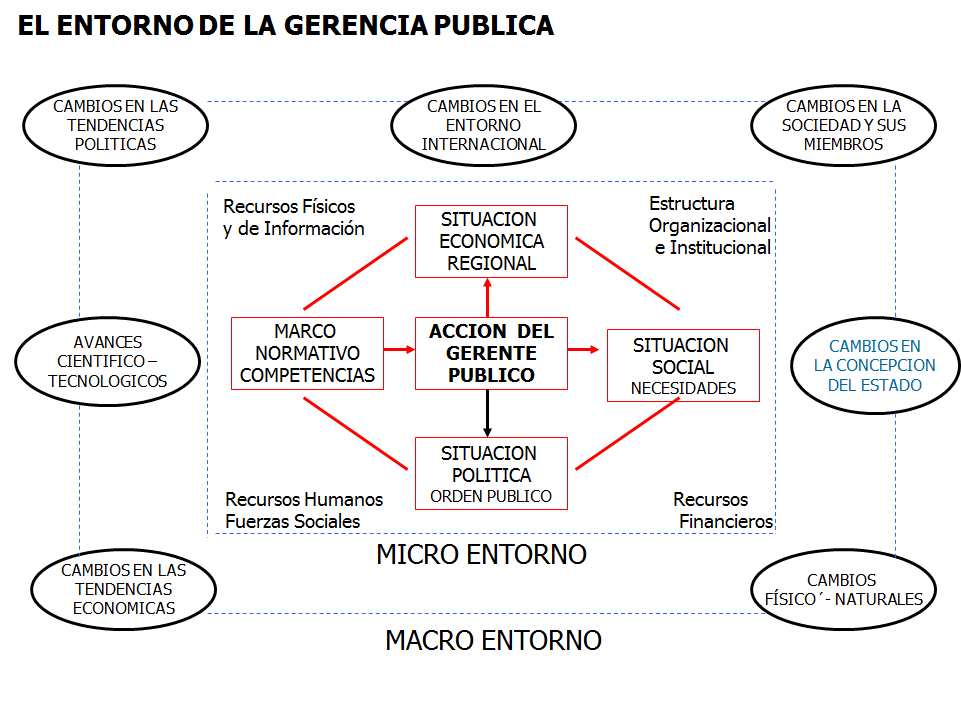 EL ENTORNO DE LA GERENCIA PUBLICA
CAMBIOS EN LAS
TENDENCIAS
POLITICAS
CAMBIOS EN EL
ENTORNO
INTERNACIONAL
CAMBIOS EN LA
SOCIEDAD Y SUS
MIEMBROS
Recursos Físicos
y de Información
SITUACION
ECONOMICA
REGIONAL
Estructura
Organizacional
e Institucional
AVANCES
CIENTIFICO –
TECNOLOGICOS
MARCO
NORMATIVO
COMPETENCIAS
ACCION DEL
GERENTE
PUBLICO
SITUACION
SOCIAL
NECESIDADES
CAMBIOS EN
LA CONCEPCION
DEL ESTADO
SITUACION
POLITICA
ORDEN PUBLICO
Recursos Humanos
Fuerzas Sociales
Recursos
Financieros
MICRO ENTORNO
CAMBIOS EN LAS
TENDENCIAS
ECONOMICAS
CAMBIOS
FÍSICO´- NATURALES
MACRO ENTORNO